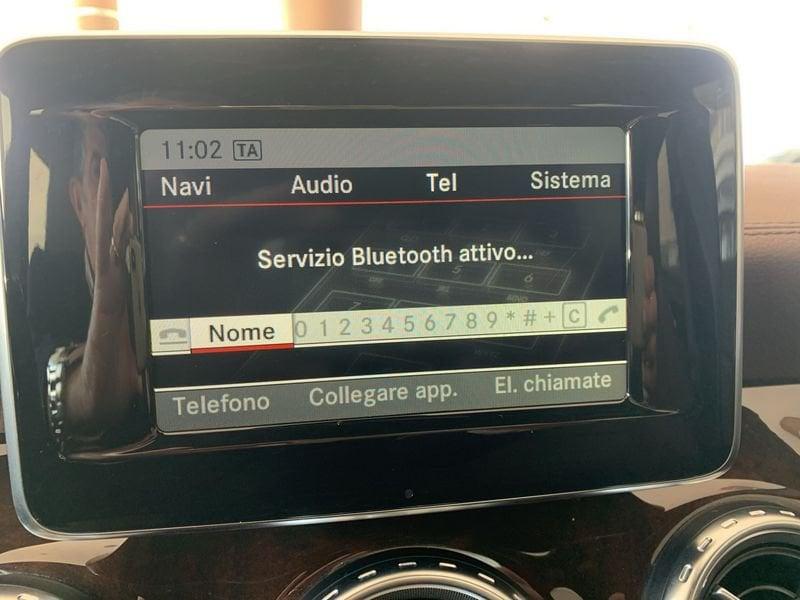 11:02 TA
Navi Audio Tel Sistema
Servizio Bluetooth attivo...
Nome 0 1 2 3 4 5 6 7 8 9 * # + C
Telefono Collegare app. El. chiamate